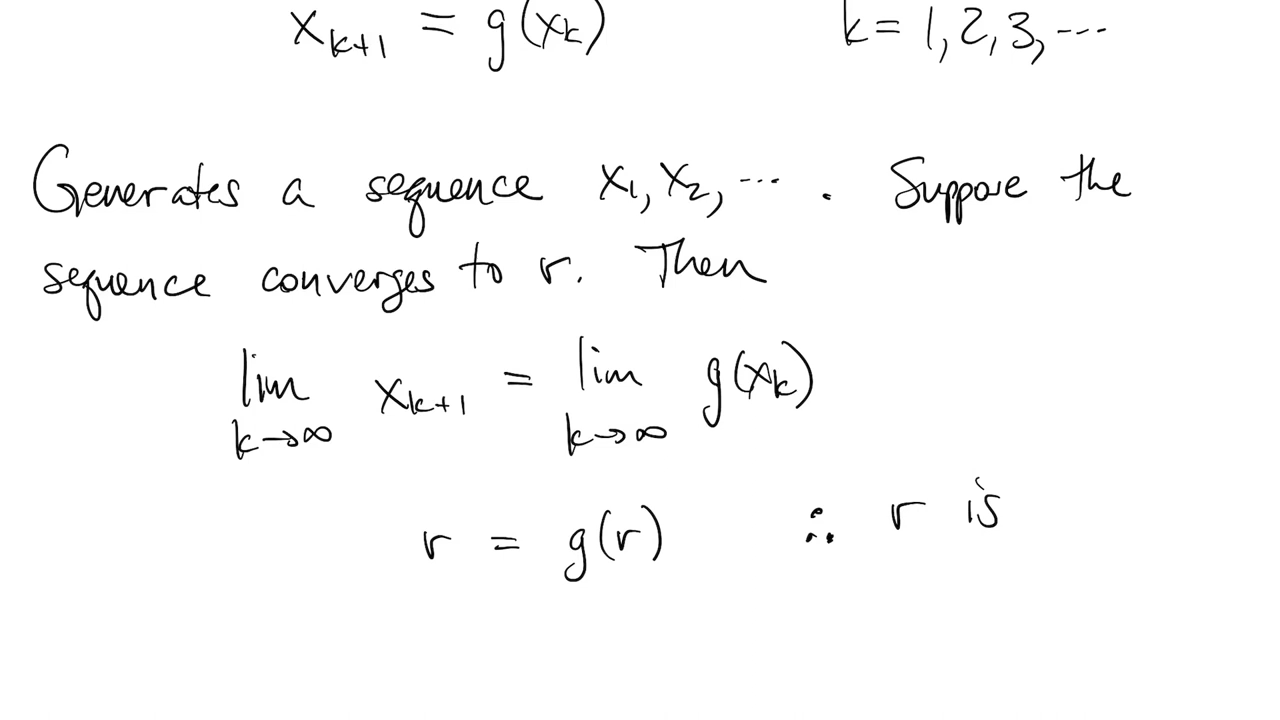 x_{k+1} = g(x_k) k = 1, 2, 3, ...
Generates a sequence x_1, x_2, ... . Suppose the
sequence converges to r. Then
lim_{k→∞} x_{k+1} = lim_{k→∞} g(x_k)
r = g(r) ∴ r is